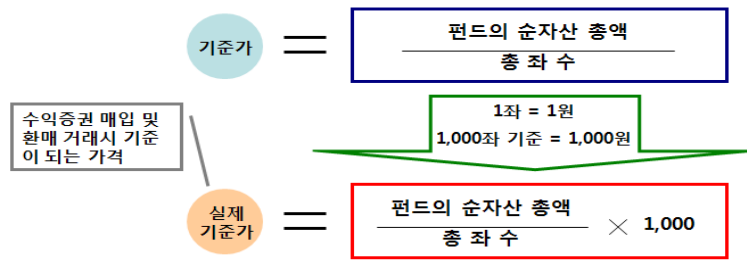 기준가
펀드의 순자산 총액
총 좌 수
1좌 = 1원
1,000좌 기준 = 1,000원
수익증권 매입 및
환매 거래시 기준
이 되는 가격
실제
기준가
펀드의 순자산 총액
총 좌 수
× 1,000